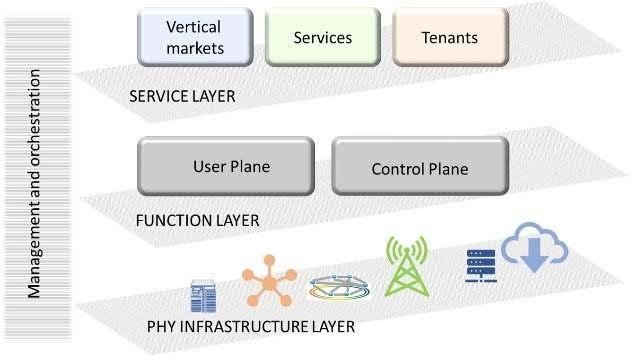 Management and orchestration
Vertical
markets
Services
Tenants
SERVICE LAYER
User Plane
Control Plane
FUNCTION LAYER
PHY INFRASTRUCTURE LAYER